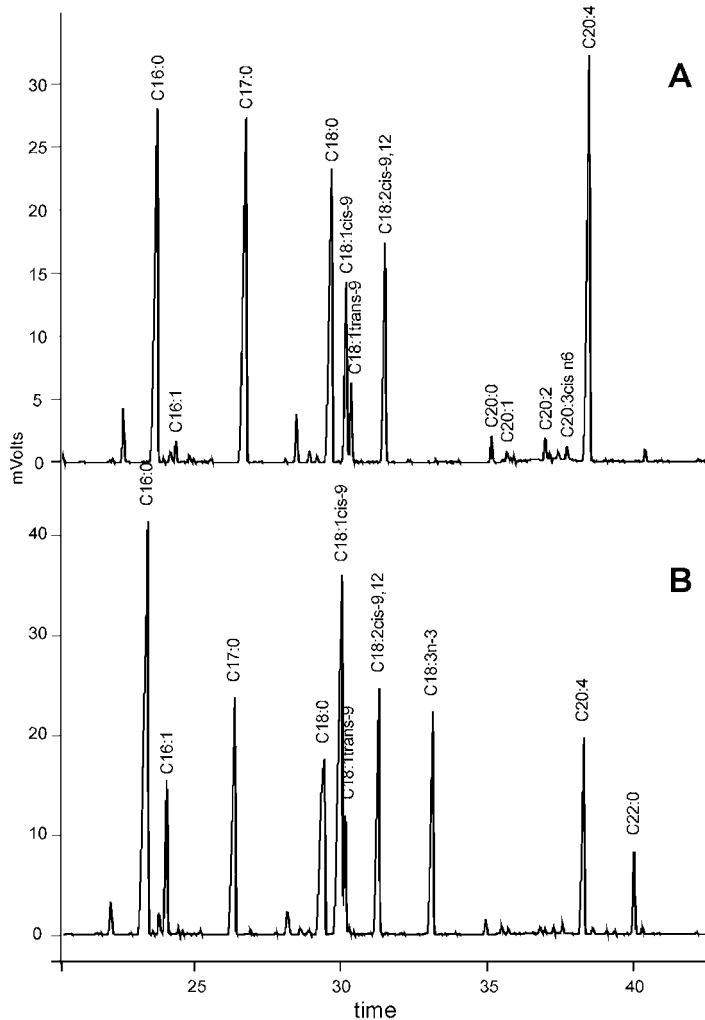 A
C16:0
C16:1
C17:0
C18:0
C18:1cis-9
C18:1trans-9
C18:2cis-9,12
C20:0
C20:1
C20:2
C20:3cis n6
C20:4
30
25
20
15
10
5
0
mVolts
B
C16:0
C16:1
C17:0
C18:0
C18:1cis-9
C18:1trans-9
C18:2cis-9,12
C18:3n-3
C20:4
C22:0
40
30
20
10
0
25 30 35 40
time